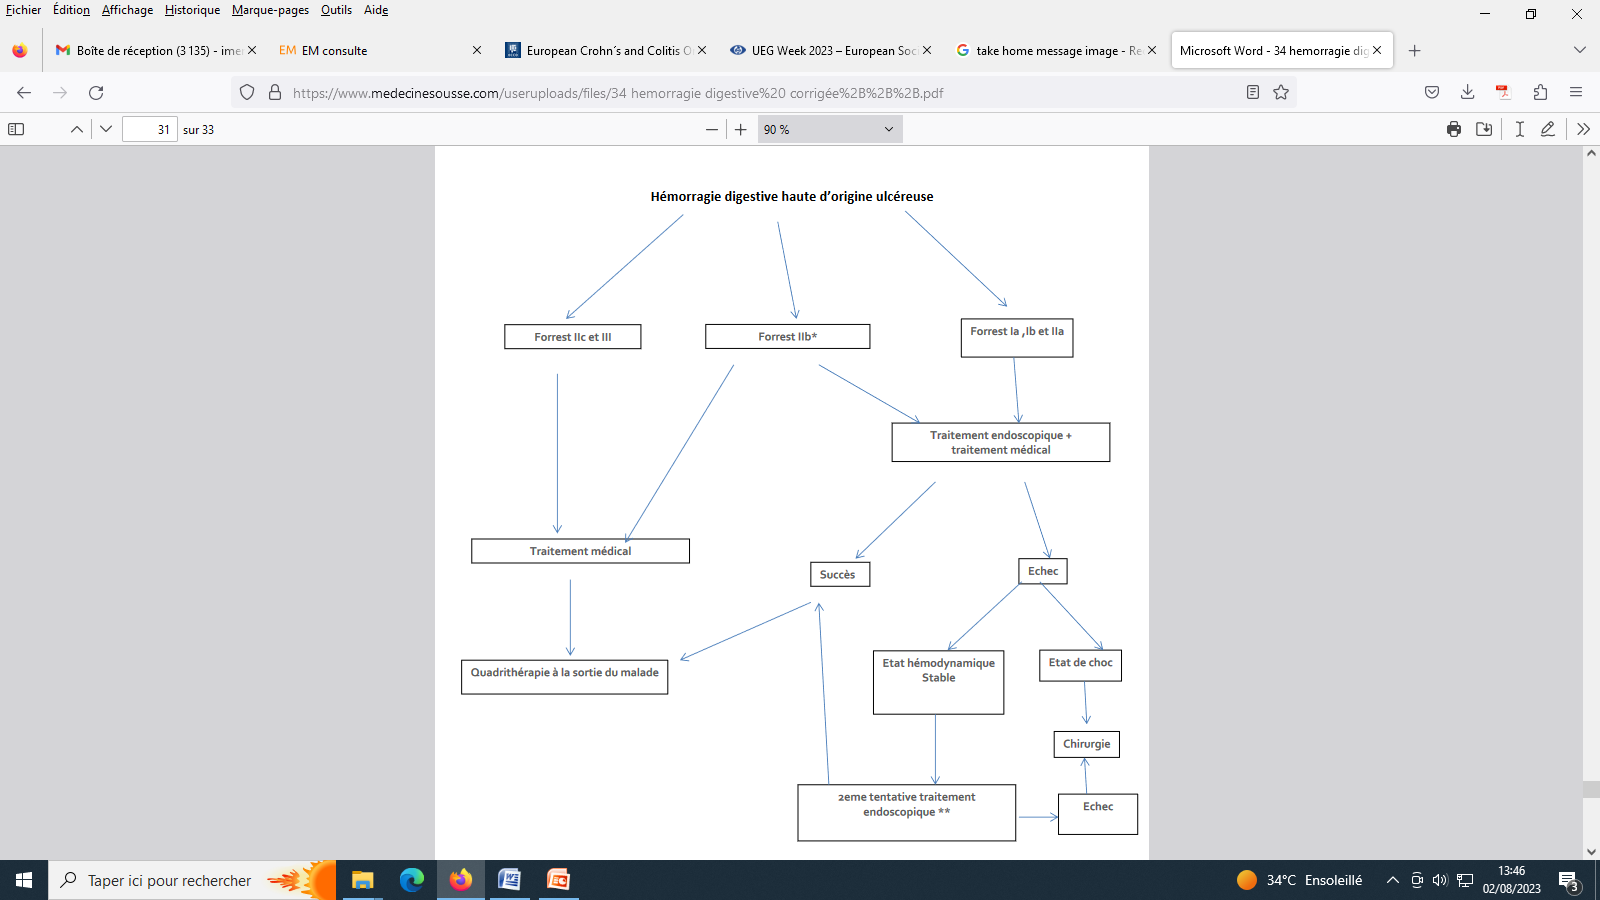 Fichier Édition Affichage Historique Marque-pages Outils Aide
Boîte de réception (3 135) - ime
EM EM consulte
European Crohn´s and Colitis O
UEG Week 2023 – European Soc
take home message image - Re
Microsoft Word - 34 hemorragie dig
https://www.medecinesousse.com/useruploads/files/34 hemorragie digestive%20 corrigée%2B%2B%2B.pdf
31 sur 33
90 %
Hémorragie digestive haute d’origine ulcéreuse
Forrest IIc et III
Forrest IIb*
Forrest Ia ,Ib et IIa
Traitement endoscopique +
traitement médical
Traitement médical
Succès
Echec
Quadrithérapie à la sortie du malade
Etat hémodynamique
Stable
Etat de choc
Chirurgie
2eme tentative traitement
endoscopique **
Echec
Taper ici pour rechercher
34°C Ensoleillé
13:46
02/08/2023
3